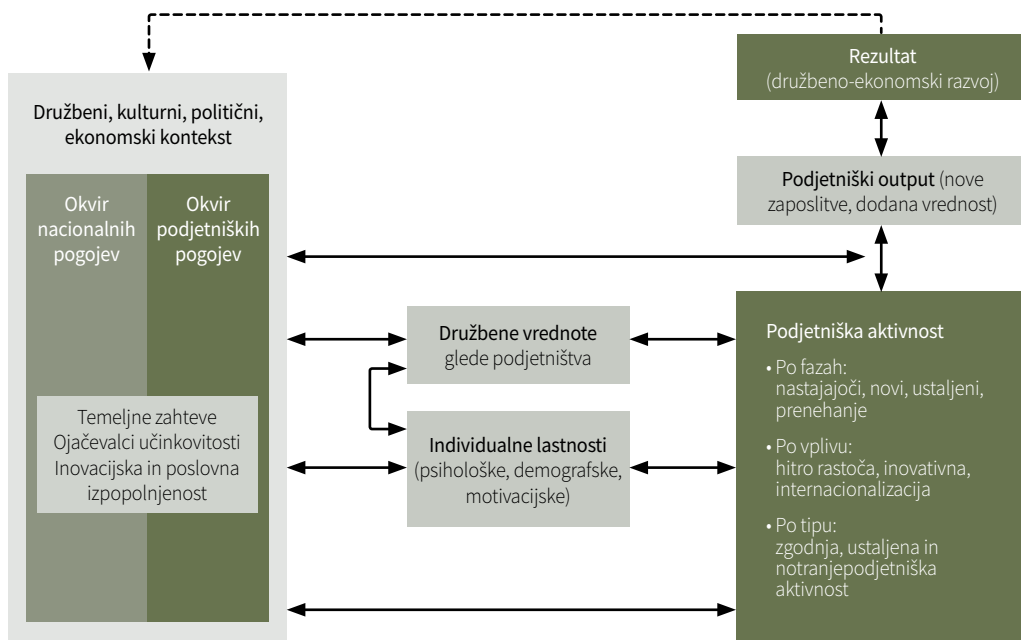 Družbeni, kulturni, politični,
ekonomski kontekst
Okvir
nacionalnih
pogojev
Okvir
podjetniških
pogojev
Temeljne zahteve
Ojačevalci učinkovitosti
Inovacijska in poslovna
izpopolnjenost
Družbene vrednote
glede podjetništva
Individualne lastnosti
(psihološke, demografske,
motivacijske)
Rezultat
(družbeno-ekonomski razvoj)
Podjetniški output (nove
zaposlitve, dodana vrednost)
Podjetniška aktivnost
• Po fazah:
nastajajoči, novi, ustaljeni,
prenehanje
• Po vplivu:
hitro rastoča, inovativna,
internacionalizacija
• Po tipu:
zgodnja, ustaljena in
notranjepodjetniška
aktivnost